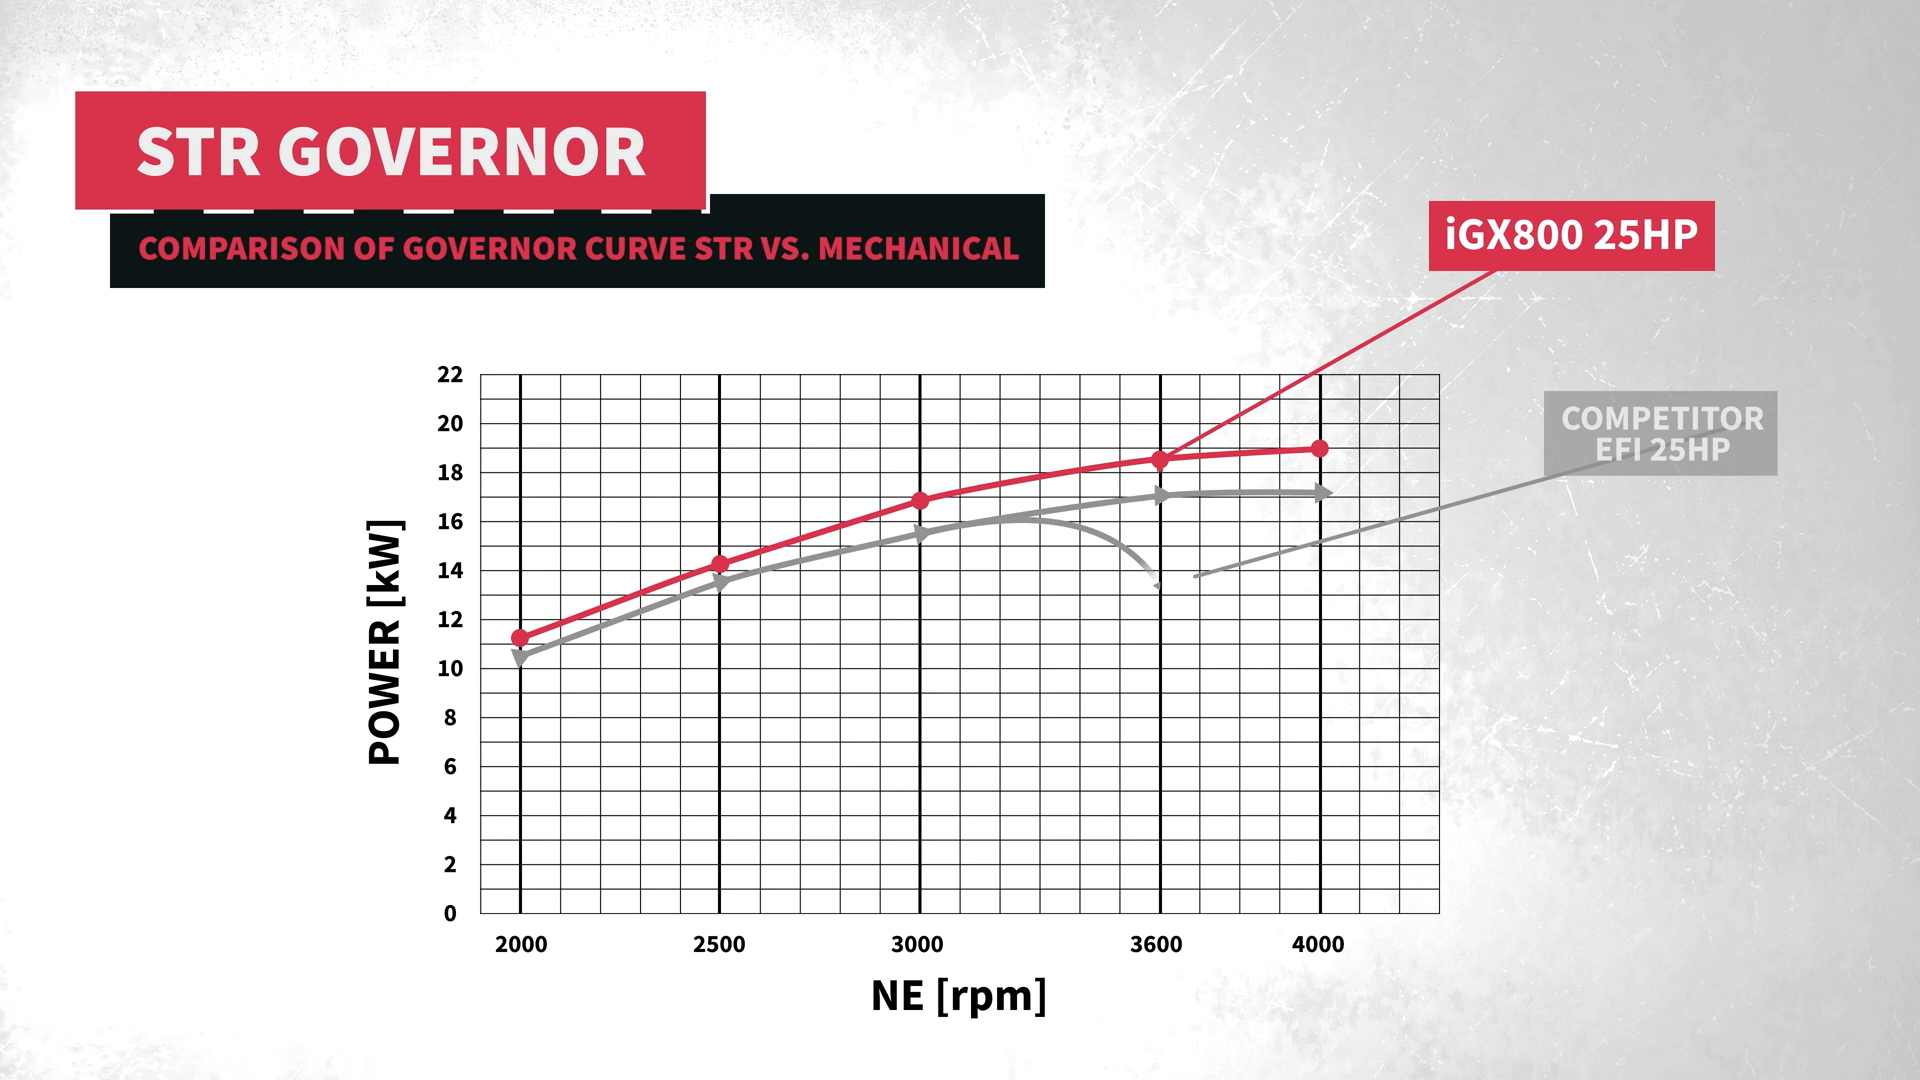 STR GOVERNOR
COMPARISON OF GOVERNOR CURVE STR VS. MECHANICAL
iGX800 25HP
COMPETITOR
EFI 25HP
POWER [kW]
22
20
18
16
14
12
10
8
6
4
2
0
2000 2500 3000 3600 4000
NE [rpm]